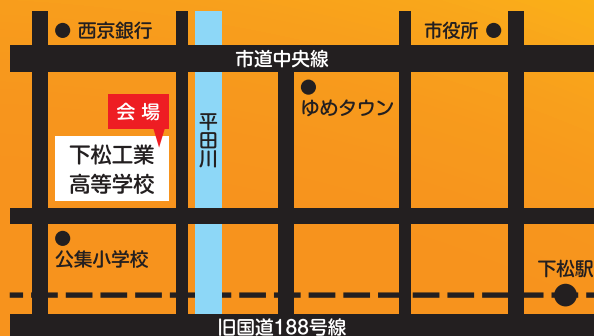 西京銀行
市役所
市道中央線
ゆめタウン
会場
平田川
下松工業
高等学校
公集小学校
下松駅
旧国道188号線